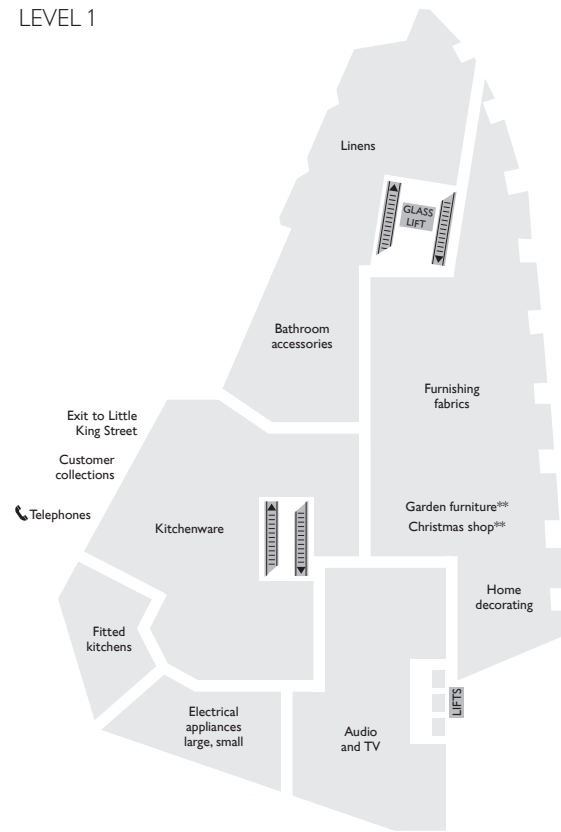 LEVEL 1
Linens
GLASS
LIFT
Bathroom
accessories
Furnishing
fabrics
Exit to Little
King Street
Customer
collections
Telephones
Kitchenware
Garden furniture**
Christmas shop**
Home
decorating
Fitted
kitchens
Electrical
appliances
large, small
Audio
and TV
LIFTS